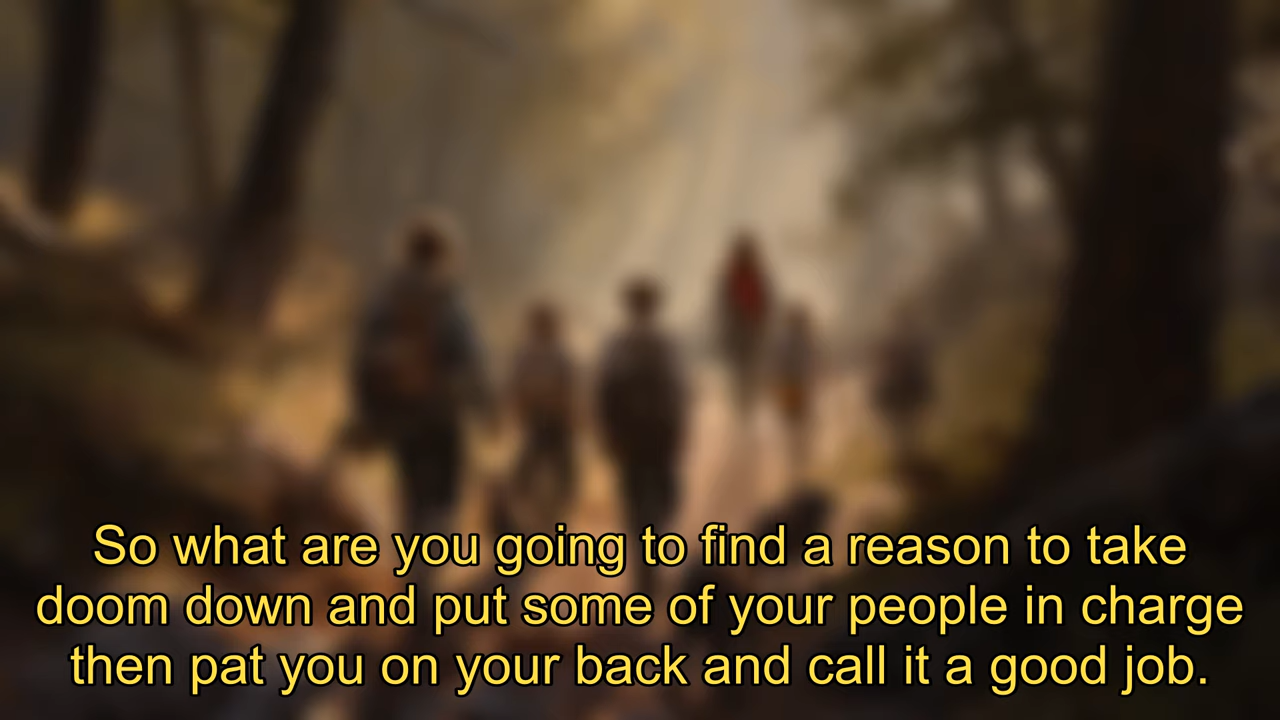 So what are you going to find a reason to take
doom down and put some of your people in charge
then pat you on your back and call it a good job.